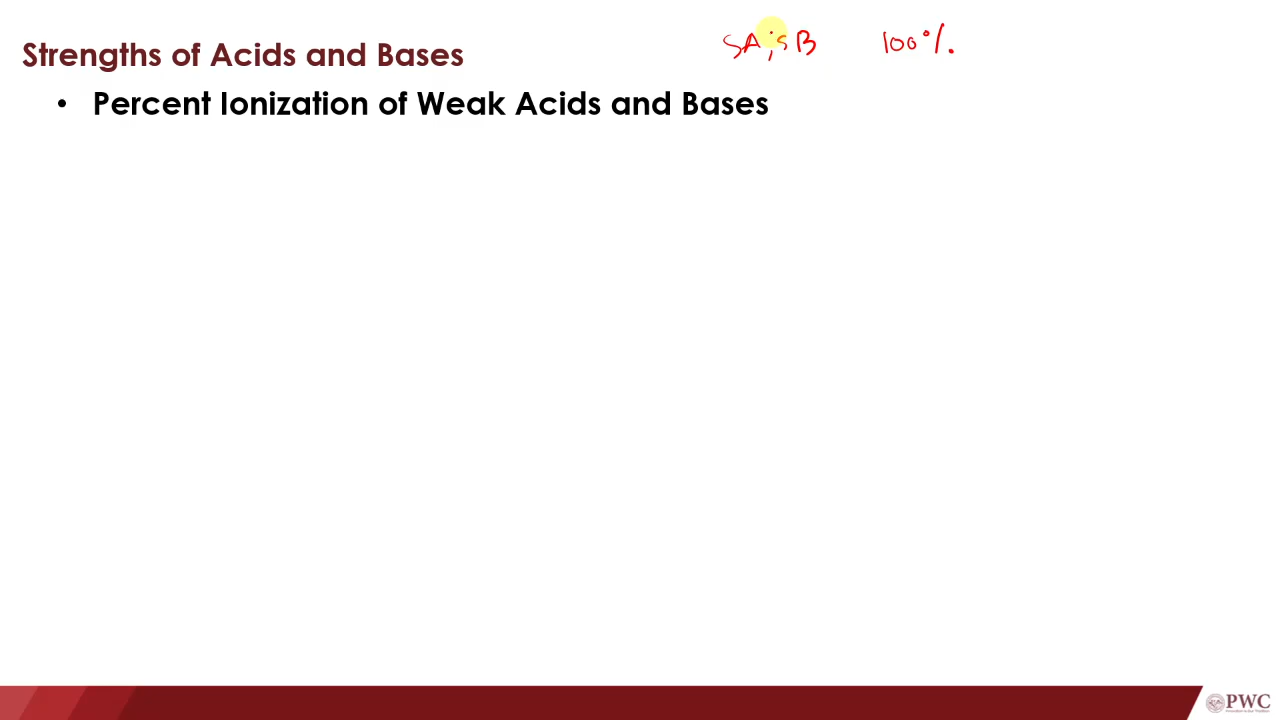 Strengths of Acids and Bases
SA; SB 100%.
• Percent Ionization of Weak Acids and Bases
PWC